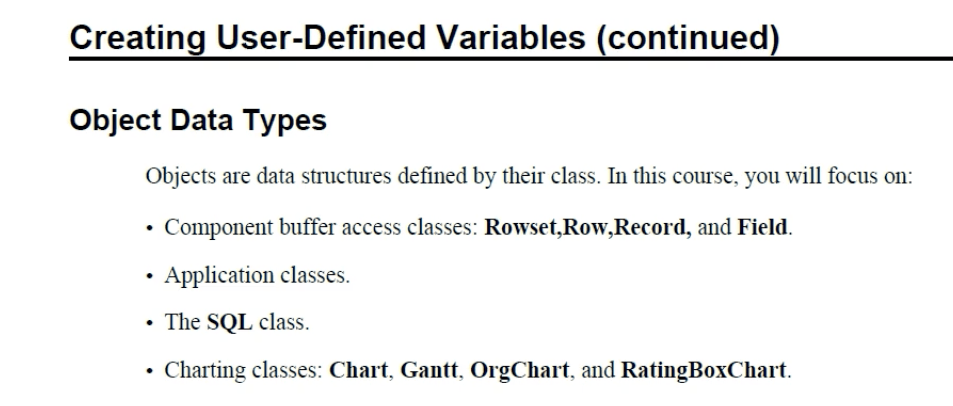 Creating User-Defined Variables (continued)
Object Data Types
Objects are data structures defined by their class. In this course, you will focus on:
• Component buffer access classes: Rowset,Row,Record, and Field.
• Application classes.
• The SQL class.
• Charting classes: Chart, Gantt, OrgChart, and RatingBoxChart.